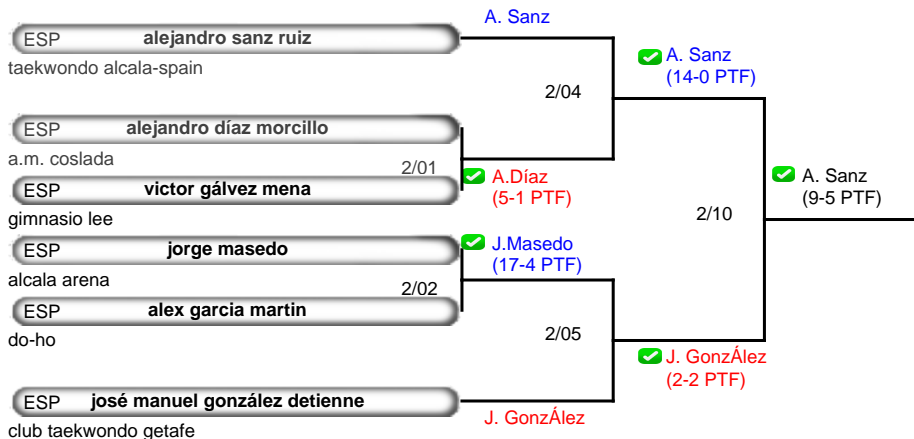 A. Sanz
ESP alejandro sanz ruiz
taekwondo alcala-spain
A. Sanz
(14-0 PTF)
2/04
ESP alejandro díaz morcillo
a.m. coslada
2/01
A.Díaz
(5-1 PTF)
ESP victor gálvez mena
gimnasio lee
A. Sanz
(9-5 PTF)
2/10
ESP jorge masedo
alcala arena
J.Masedo
(17-4 PTF)
2/02
ESP alex garcia martin
do-ho
2/05
J. GonzÁlez
(2-2 PTF)
ESP josé manuel gonzález detienne
club taekwondo getafe
J. GonzÁlez